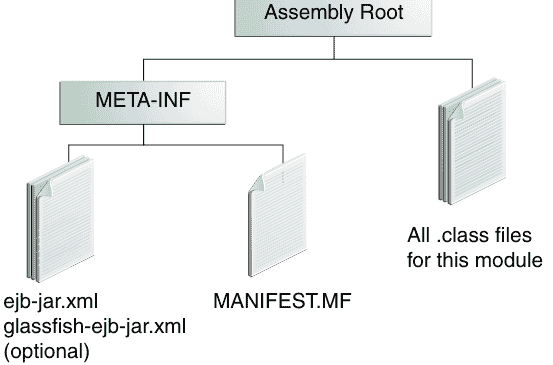 Assembly Root
META-INF
All .class files
for this module
ejb-jar.xml
glassfish-ejb-jar.xml
(optional)
MANIFEST.MF